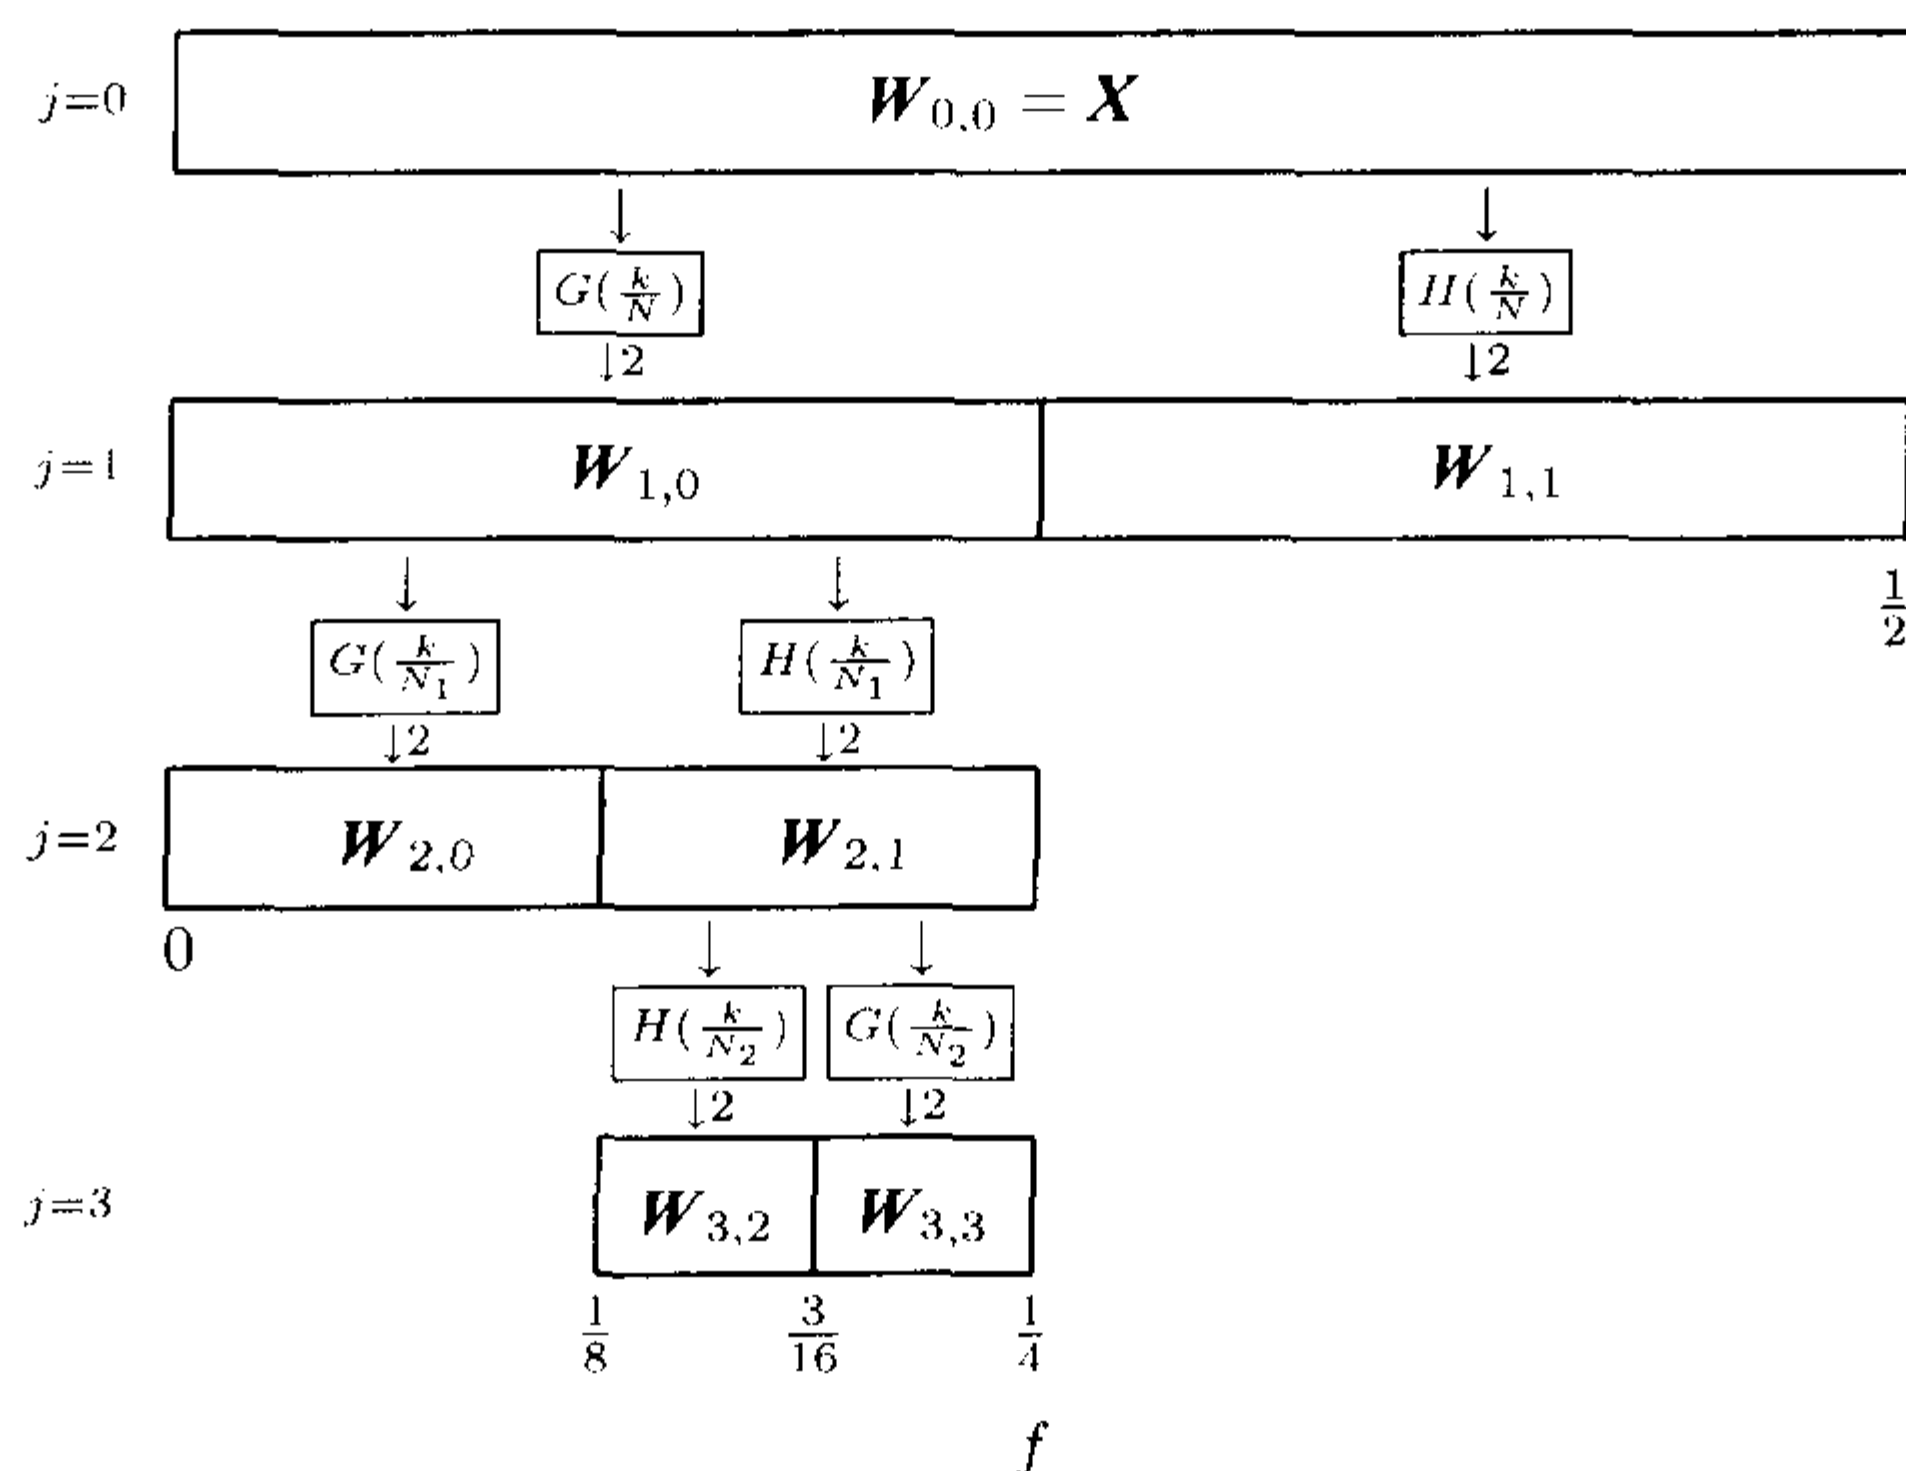 j=0 W0,0 = X
G(k/N) H(k/N)
↓2 ↓2
j=1 W1,0 W1,1
1/2
G(k/N1) H(k/N1)
↓2 ↓2
j=2 W2,0 W2,1
0
H(k/N2) G(k/N2)
↓2 ↓2
j=3 W3,2 W3,3
1/8 3/16 1/4
f